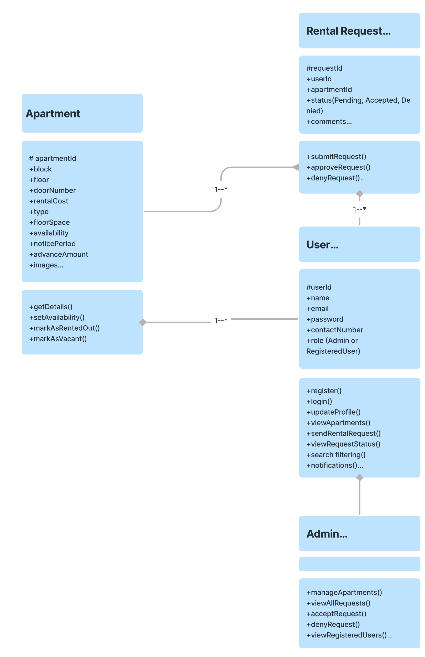 Rental Request...
#requestId
+userId
+apartmentId
+status(Pending, Accepted, De
nied)
+comments...
+submitRequest()
+approveRequest()
+denyRequest()..
Apartment
# apartmentId
+block
+floor
+doorNumber
+rentalCost
+type
+floorSpace
+availability
+noticePeriod
+advanceAmount
+images...
+getDetails()
+setAvailability()
+markAsRentedOut()
+markAsVacant()
1--*
1--*
1--*
User...
#userId
+name
+email
+password
+contactNumber
+role (Admin or
RegisteredUser)
+register()
+login()
+updateProfile()
+viewApartments()
+sendRentalRequest()
+viewRequestStatus()
+search filtering()
+notifications()...
Admin...
+manageApartments()
+viewAllRequests()
+acceptRequest()
+denyRequest()
+viewRegisteredUsers()...